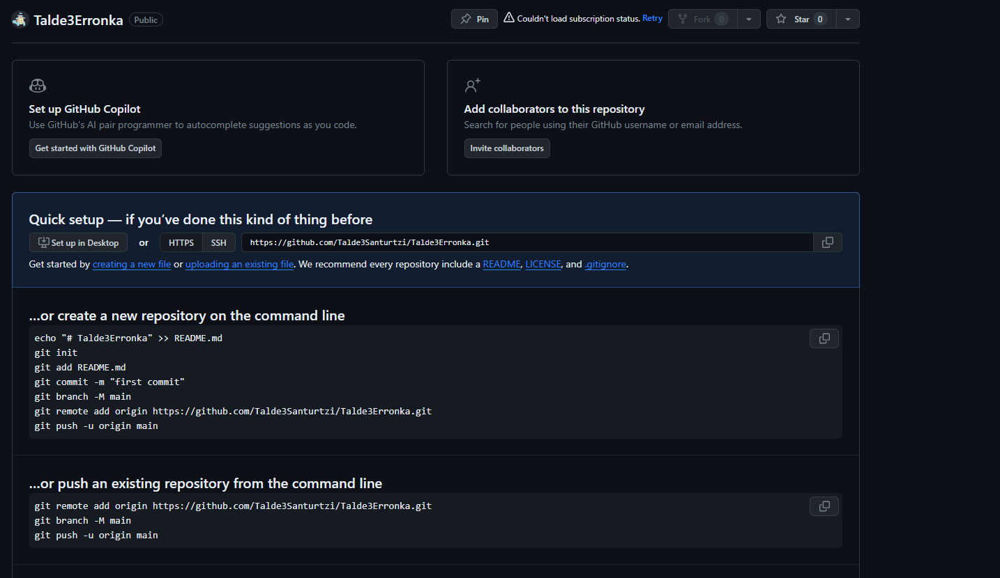 Talde3Erronka Public Pin Couldn't load subscription status. Retry Fork 0 Star 0
Set up GitHub Copilot
Use GitHub's AI pair programmer to autocomplete suggestions as you code.
Get started with GitHub Copilot
Add collaborators to this repository
Search for people using their GitHub username or email address.
Invite collaborators
Quick setup — if you’ve done this kind of thing before
Set up in Desktop or HTTPS SSH https://github.com/Talde3Santurtzi/Talde3Erronka.git
Get started by creating a new file or uploading an existing file. We recommend every repository include a README, LICENSE, and .gitignore.
…or create a new repository on the command line
echo "# Talde3Erronka" >> README.md
git init
git add README.md
git commit -m "first commit"
git branch -M main
git remote add origin https://github.com/Talde3Santurtzi/Talde3Erronka.git
git push -u origin main
…or push an existing repository from the command line
git remote add origin https://github.com/Talde3Santurtzi/Talde3Erronka.git
git branch -M main
git push -u origin main